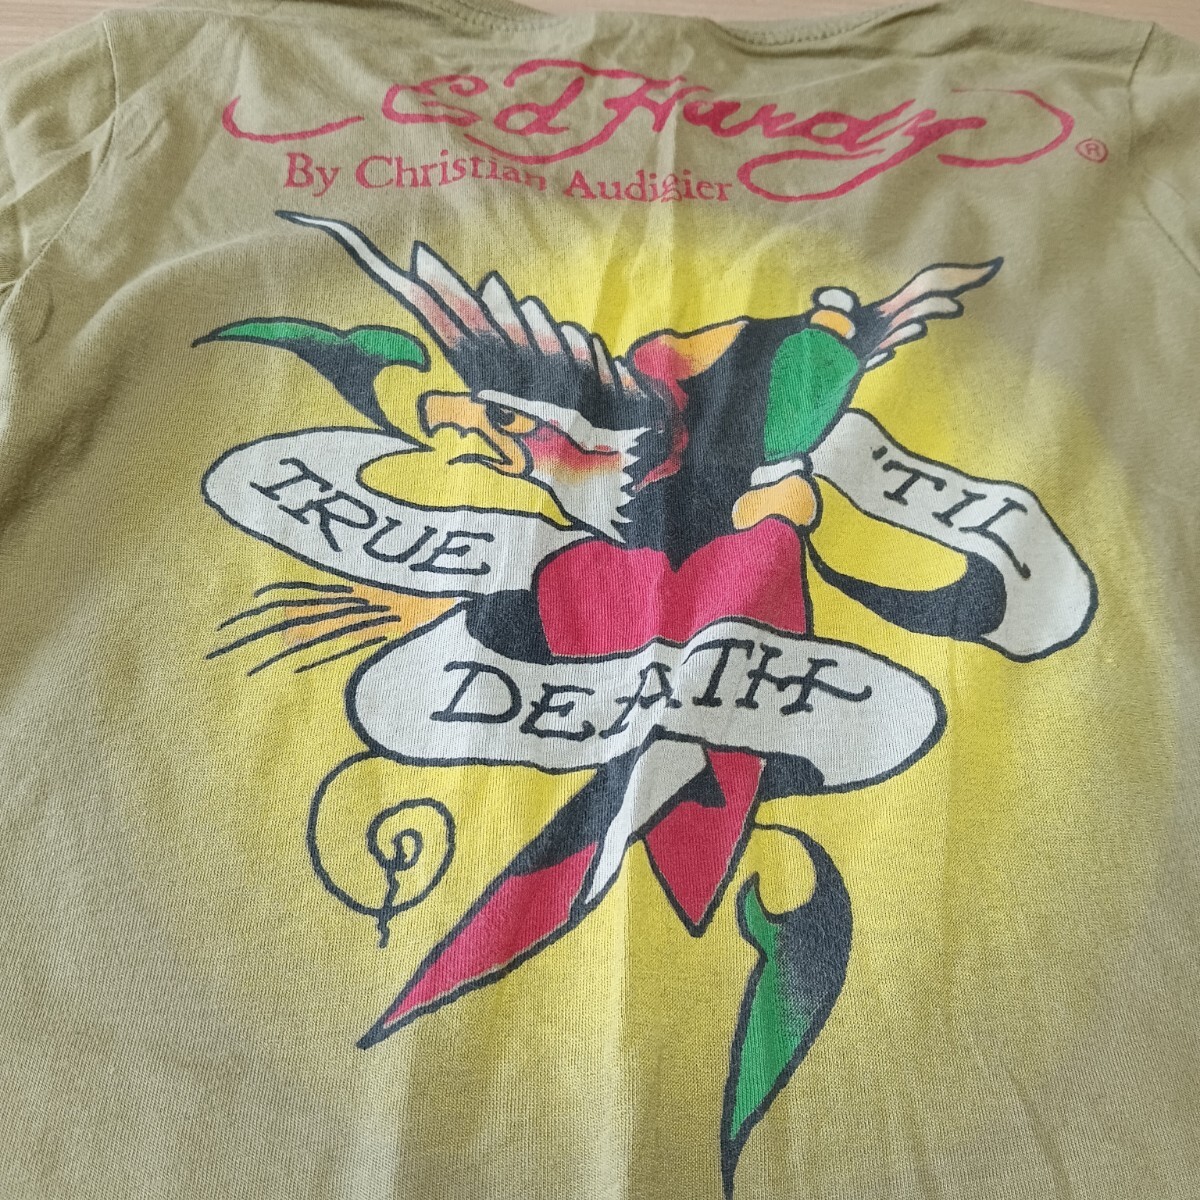 Ed Hardy®
By Christian Audigier
TRUE
'TIL
DEATH